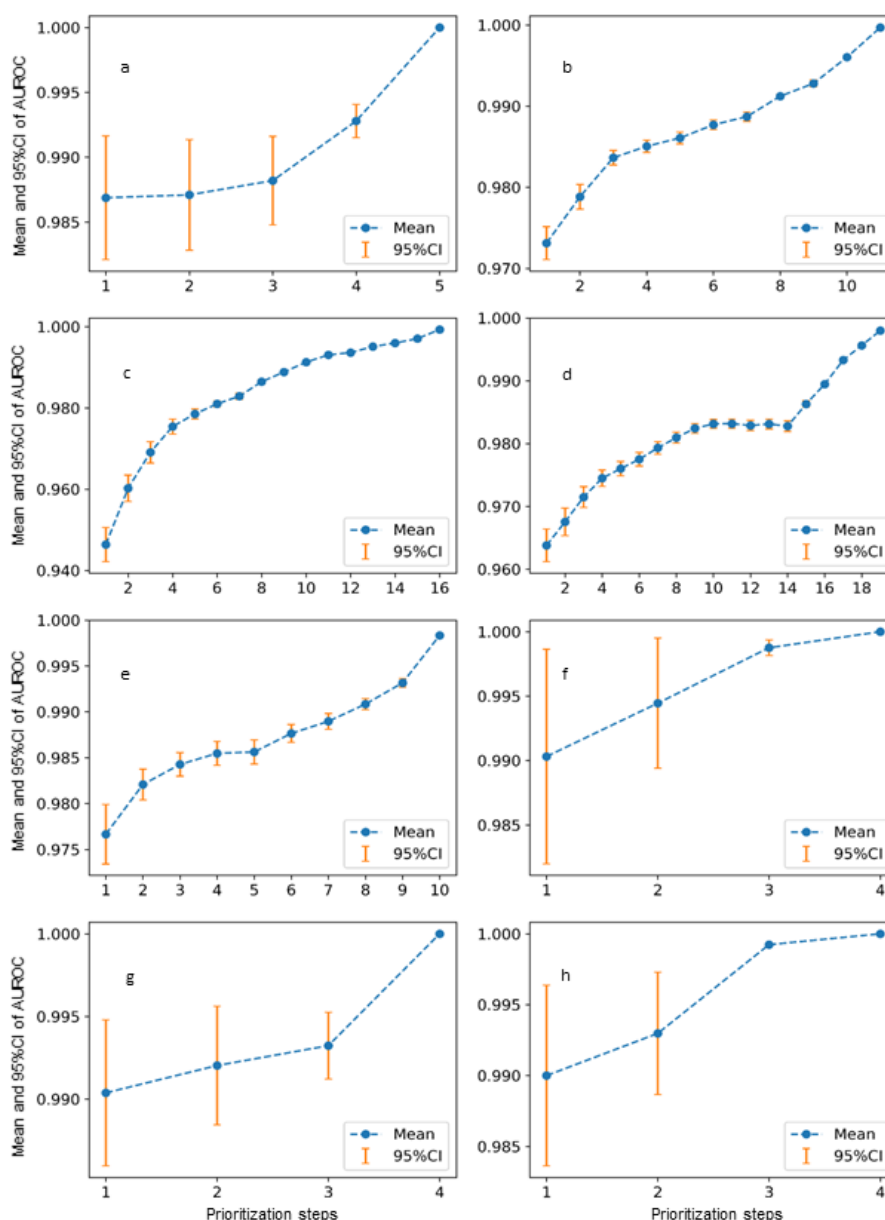 Mean and 95%CI of AUROC
1.000
0.995
0.990
0.985
a
Mean
95%CI
1 2 3 4 5
1.000
0.990
0.980
0.970
b
Mean
95%CI
2 4 6 8 10
Mean and 95%CI of AUROC
1.000
0.980
0.960
0.940
c
Mean
95%CI
2 4 6 8 10 12 14 16
1.000
0.990
0.980
0.970
0.960
d
Mean
95%CI
2 4 6 8 10 12 14 16 18
Mean and 95%CI of AUROC
1.000
0.995
0.990
0.985
0.980
0.975
e
Mean
95%CI
1 2 3 4 5 6 7 8 9 10
1.000
0.995
0.990
0.985
f
Mean
95%CI
1 2 3 4
Mean and 95%CI of AUROC
1.000
0.995
0.990
g
Mean
95%CI
1 2 3 4
Prioritization steps
1.000
0.995
0.990
0.985
h
Mean
95%CI
1 2 3 4
Prioritization steps